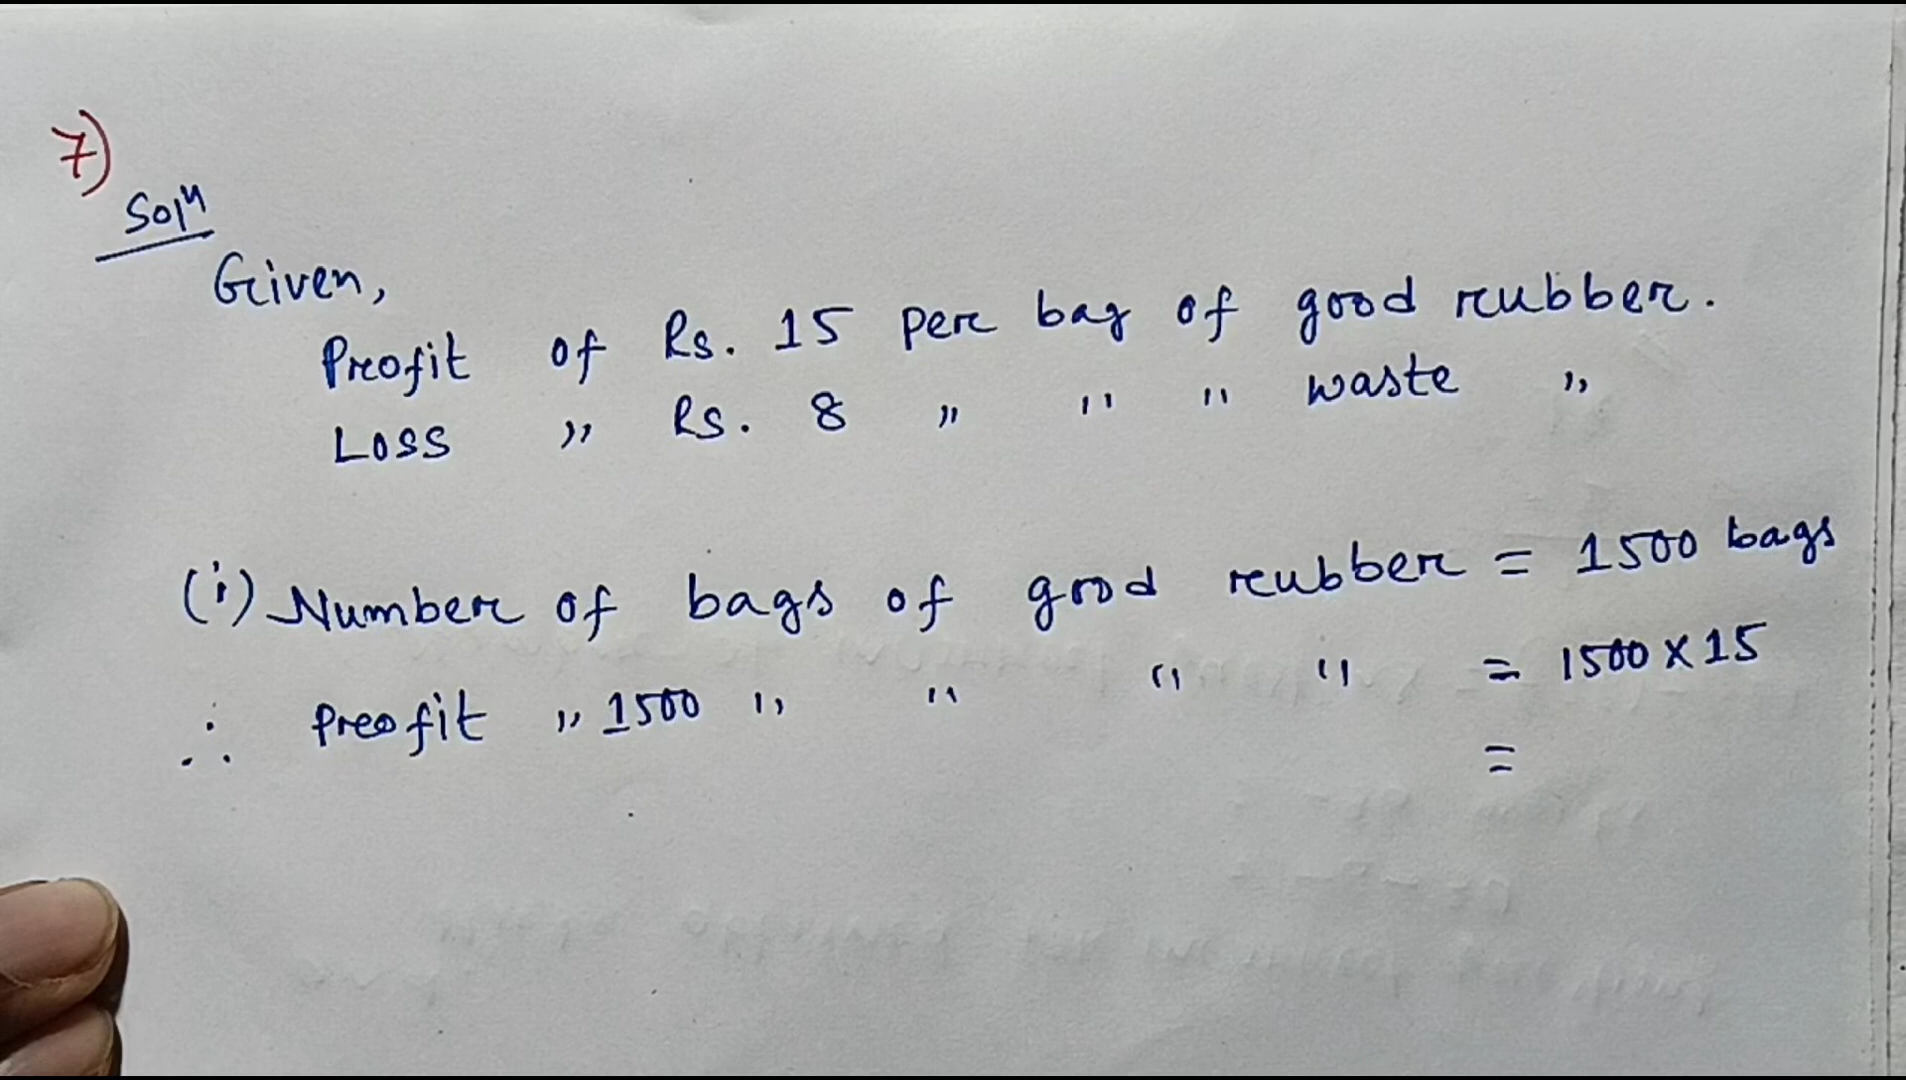 7)
Soln
Given,
Profit of Rs. 15 per bag of good rubber.
Loss " Rs. 8 " " " waste "
(i) Number of bags of good rubber = 1500 bags
∴ Profit " 1500 " " " " = 1500 × 15
=